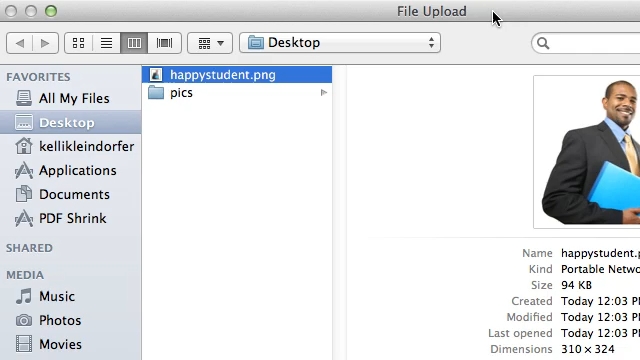 File Upload
Desktop
FAVORITES
All My Files
Desktop
kellikleindorfer
Applications
Documents
PDF Shrink
SHARED
MEDIA
Music
Photos
Movies
happystudent.png
pics
Name happystudent.p
Kind Portable Netwo
Size 94 KB
Created Today 12:03 P
Modified Today 12:03 P
Last opened Today 12:03 P
Dimensions 310 × 324